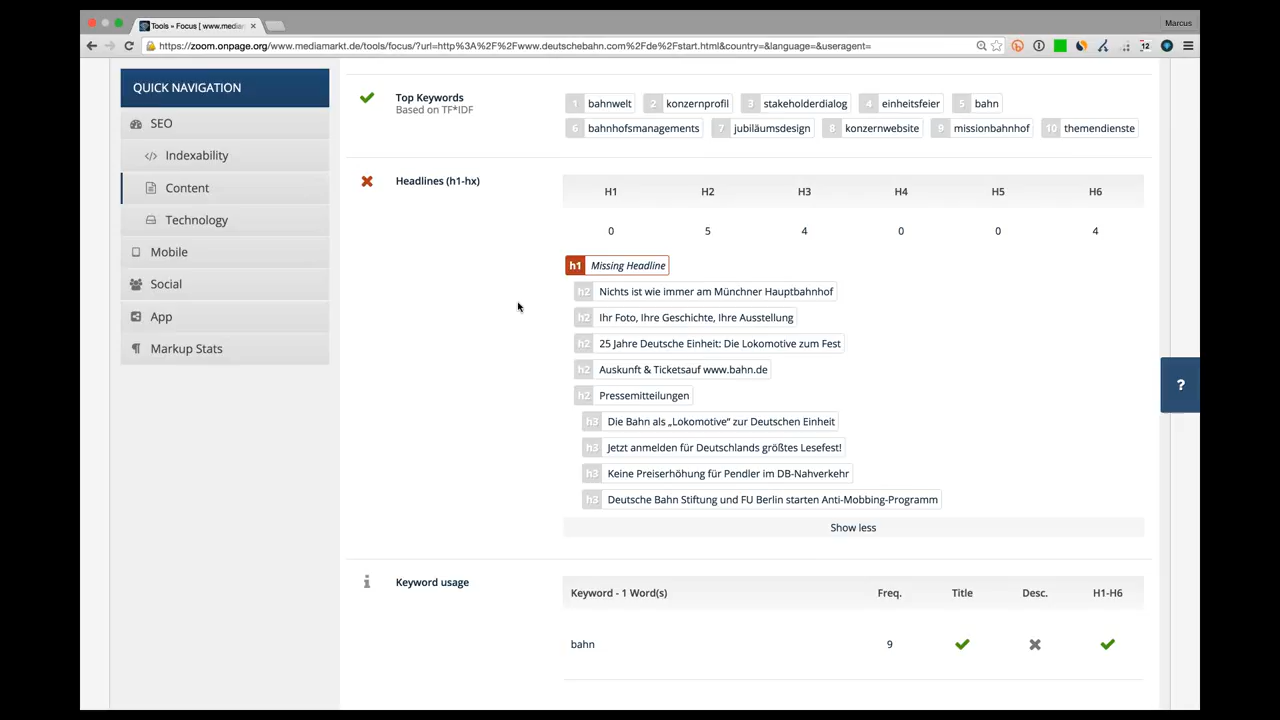 Tools » Focus [ www.mediam
Marcus
https://zoom.onpage.org/www.mediamarkt.de/tools/focus/?url=http%3A%2F%2Fwww.deutschebahn.com%2Fde%2Fstart.html&country=&language=&useragent=
12
QUICK NAVIGATION
SEO
Indexability
Content
Technology
Mobile
Social
App
Markup Stats
Top Keywords
Based on TF*IDF
1 bahnwelt 2 konzernprofil 3 stakeholderdialog 4 einheitsfeier 5 bahn
6 bahnhofsmanagements 7 jubiläumsdesign 8 konzernwebsite 9 missionbahnhof 10 themendienste
Headlines (h1-hx)
H1 H2 H3 H4 H5 H6
0 5 4 0 0 4
h1 Missing Headline
h2 Nichts ist wie immer am Münchner Hauptbahnhof
h2 Ihr Foto, Ihre Geschichte, Ihre Ausstellung
h2 25 Jahre Deutsche Einheit: Die Lokomotive zum Fest
h2 Auskunft & Ticketsauf www.bahn.de
h2 Pressemitteilungen
h3 Die Bahn als „Lokomotive“ zur Deutschen Einheit
h3 Jetzt anmelden für Deutschlands größtes Lesefest!
h3 Keine Preiserhöhung für Pendler im DB-Nahverkehr
h3 Deutsche Bahn Stiftung und FU Berlin starten Anti-Mobbing-Programm
Show less
?
Keyword usage
Keyword - 1 Word(s) Freq. Title Desc. H1-H6
bahn 9